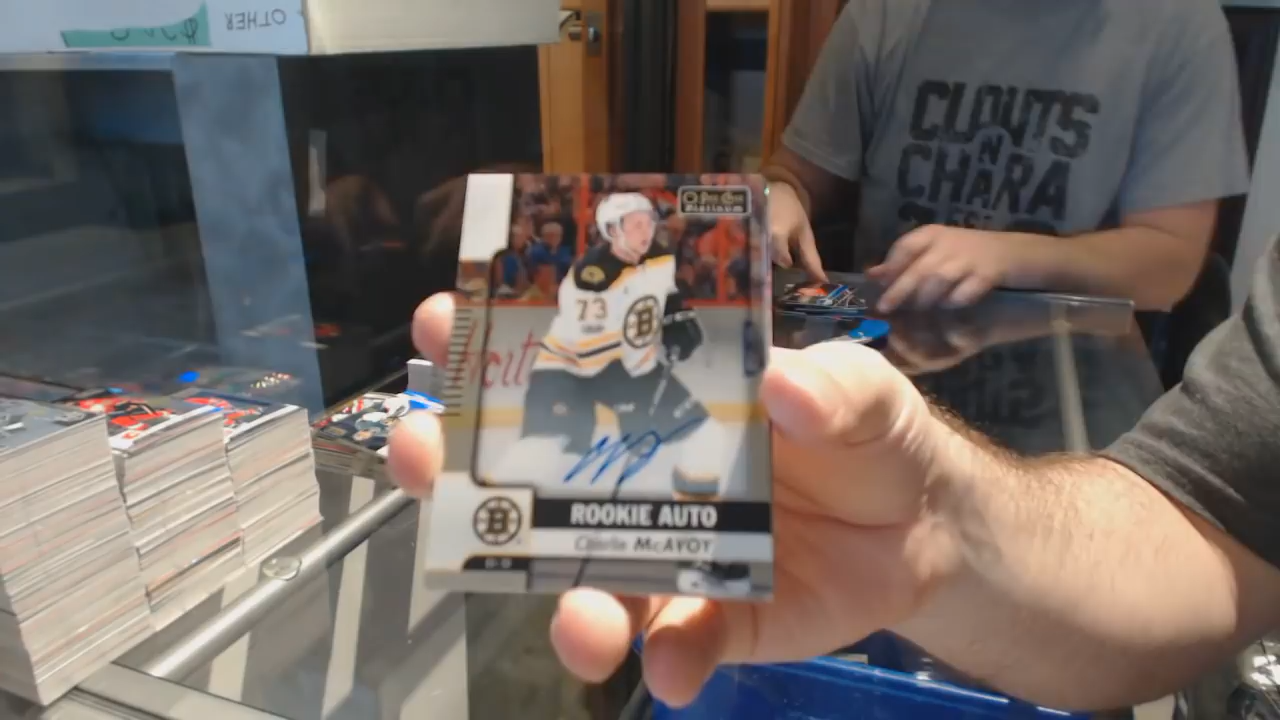 OTHER
CLOUTS
N
CHARA
O-Pee-Chee
Platinum
73
B
ROOKIE AUTO
Charlie McAVOY
B